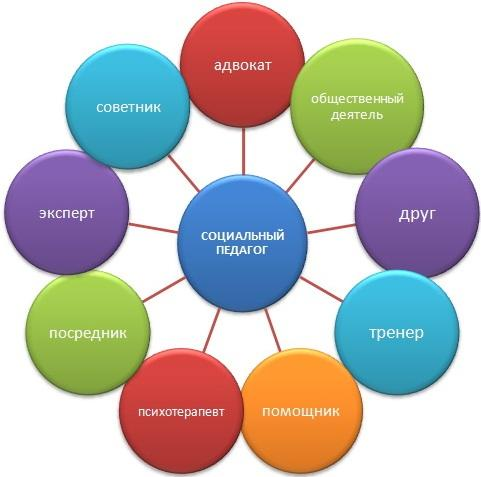 адвокат
общественный
деятель
друг
тренер
помощник
психотерапевт
посредник
эксперт
советник
СОЦИАЛЬНЫЙ
ПЕДАГОГ